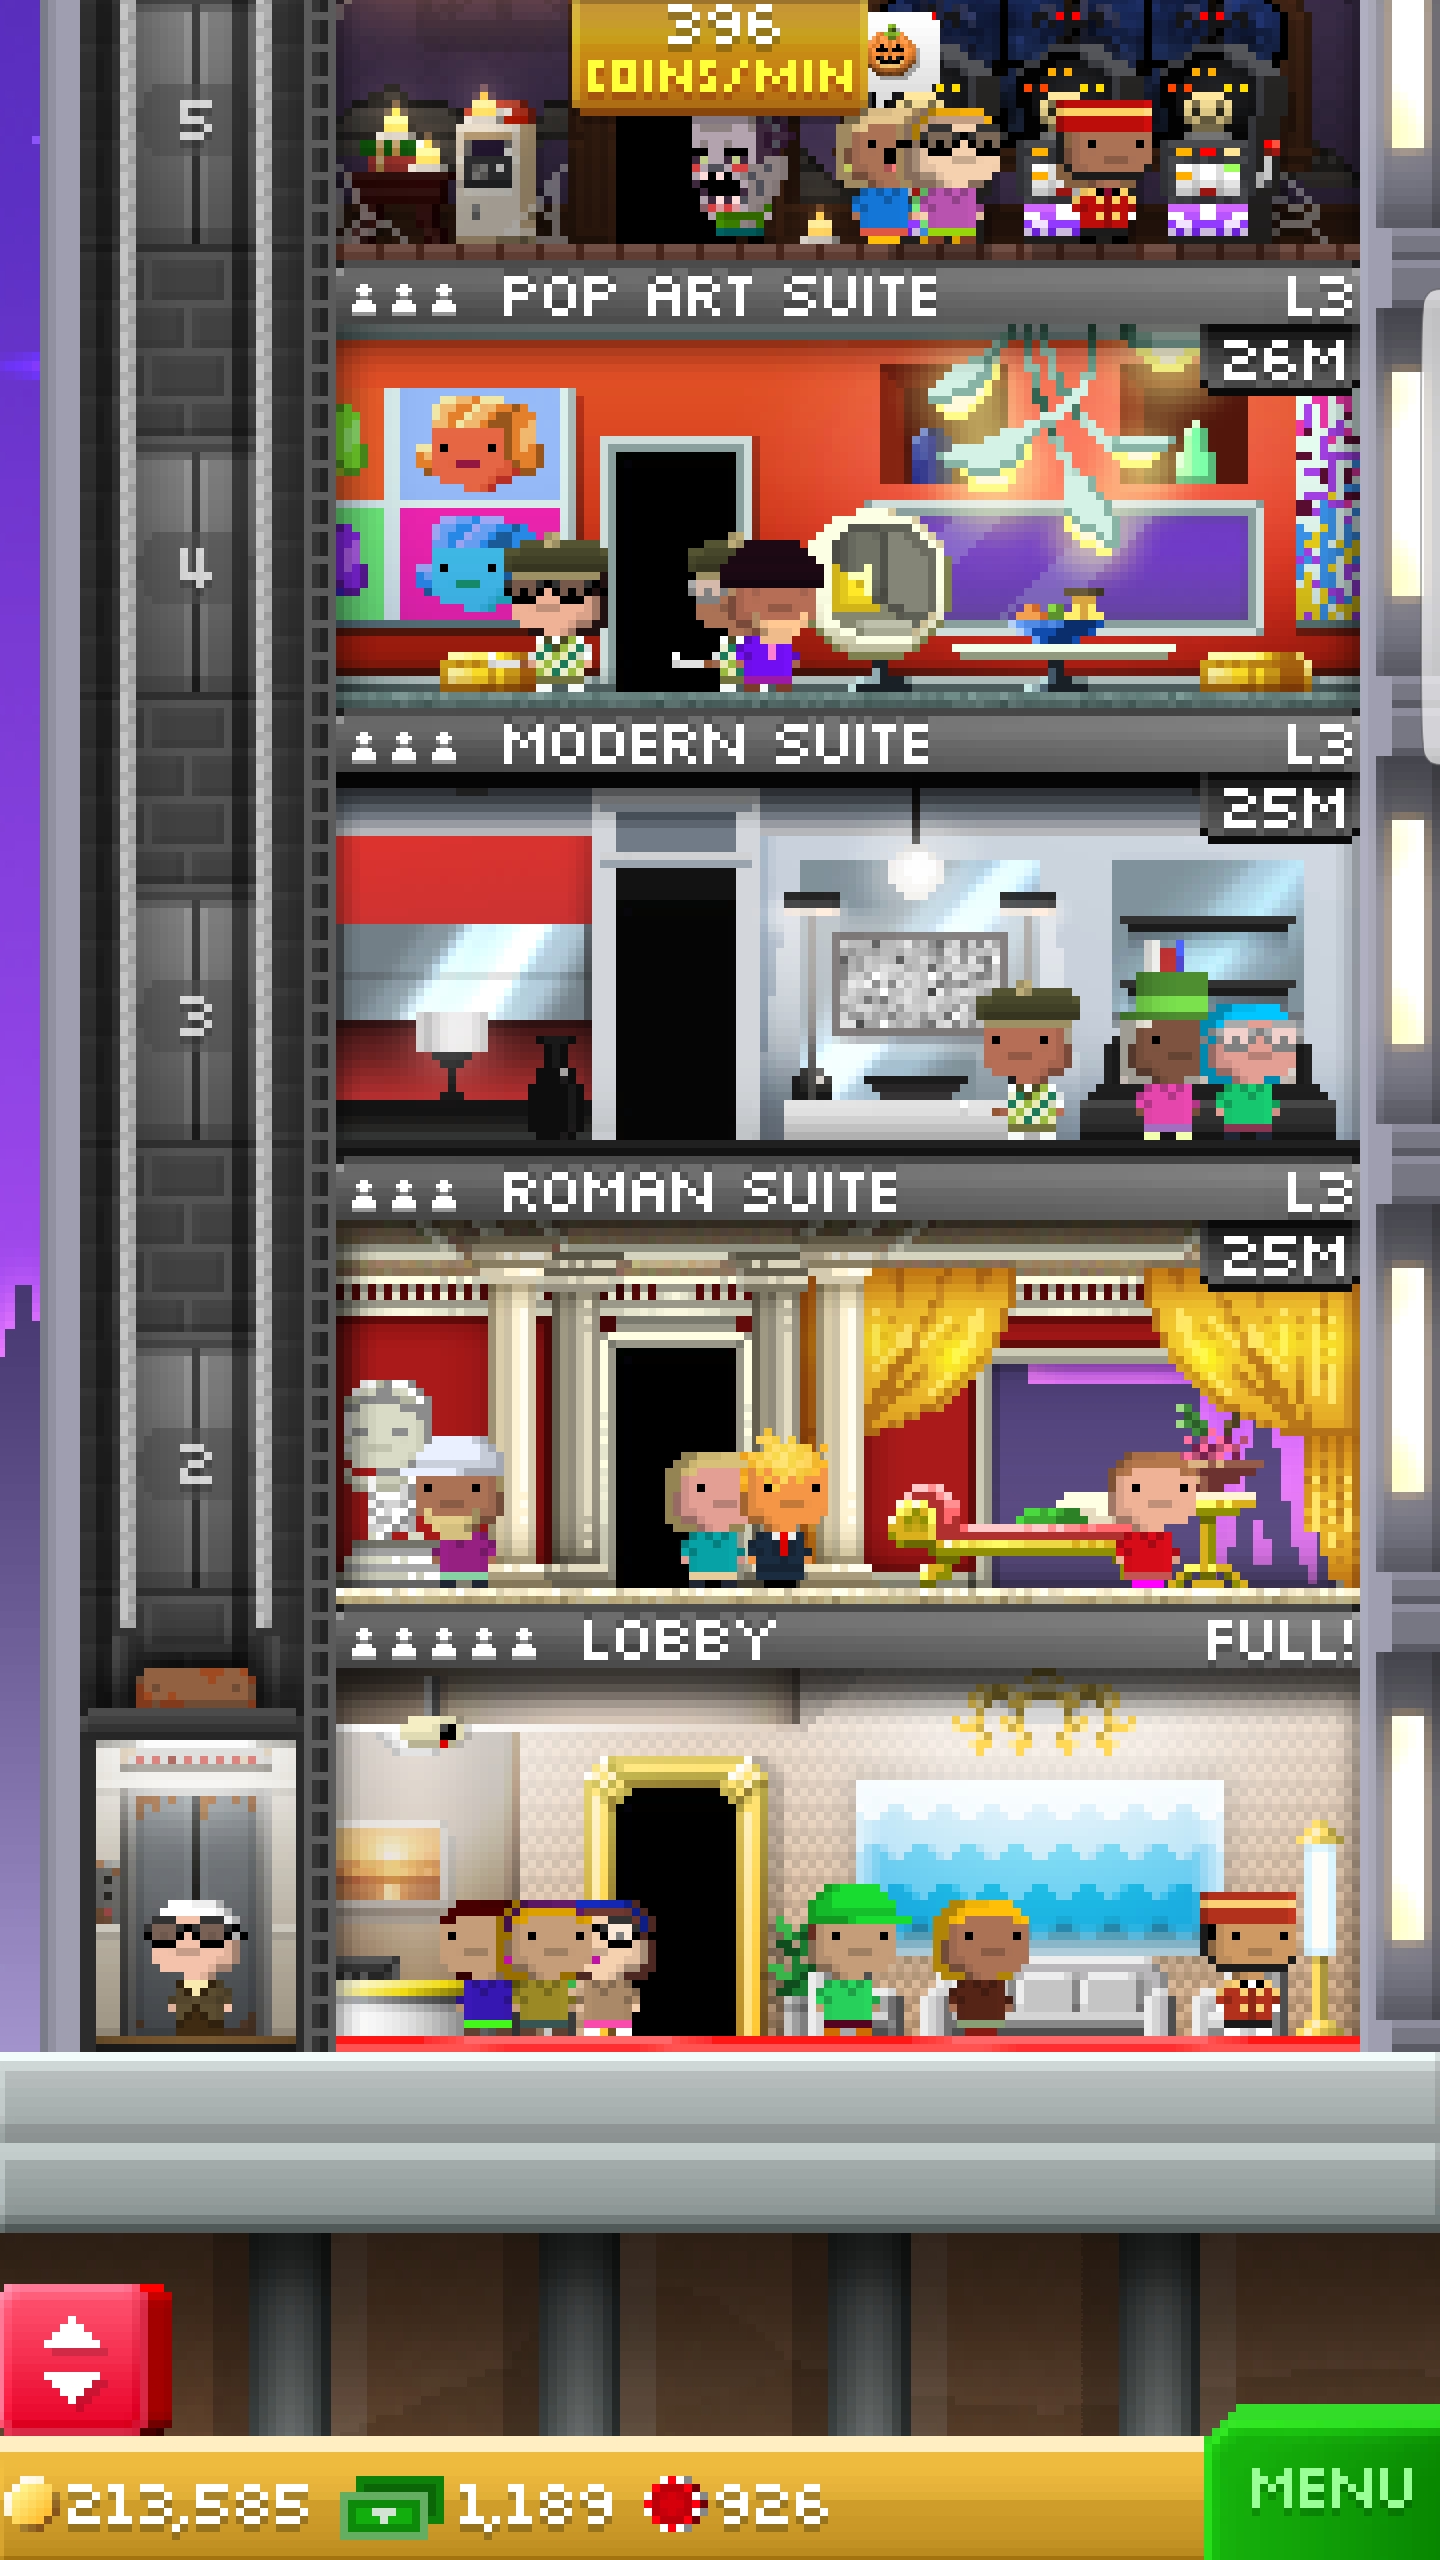 396
COINS/MIN
5
POP ART SUITE L3
26M
4
MODERN SUITE L3
25M
3
ROMAN SUITE L3
25M
2
LOBBY FULL!
213,585 1,189 926
MENU